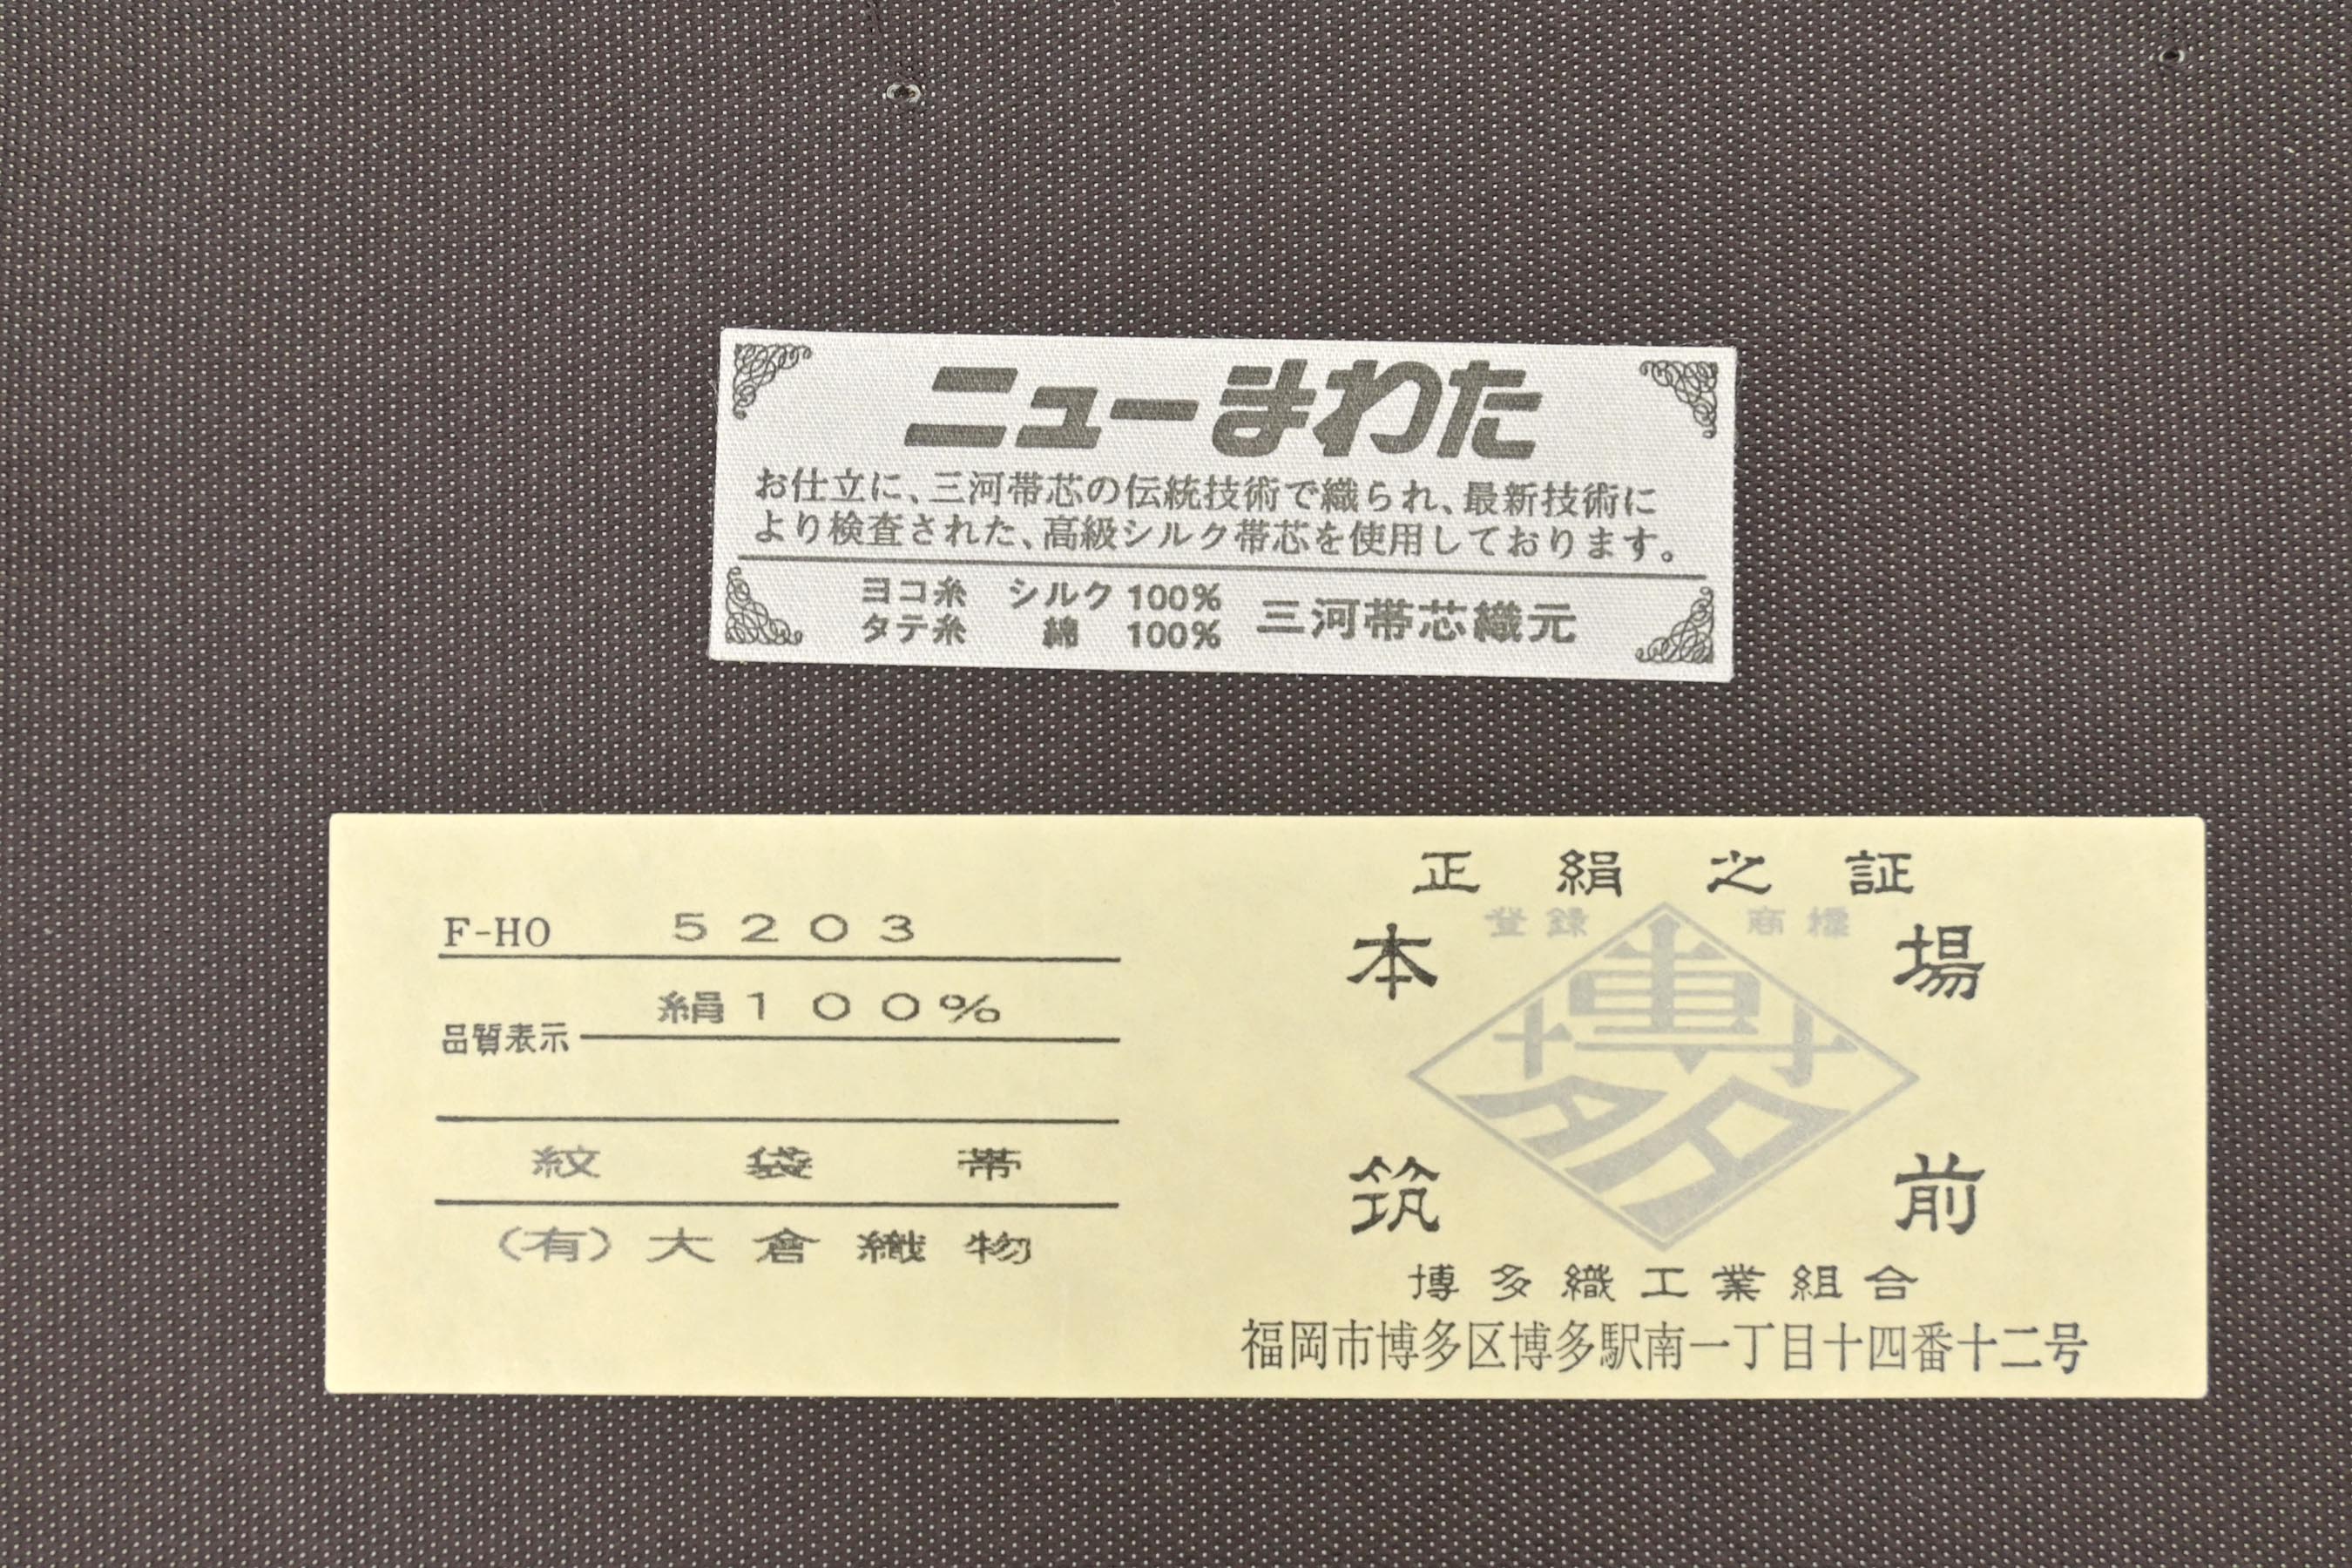 ニューまわた
お仕立に、三河帯芯の伝統技術で織られ、最新技術に
より検査された、高級シルク帯芯を使用しております。
ヨコ糸 シルク 100%
タテ糸 綿 100%
三河帯芯織元
F-HO 5203
絹100%
品質表示
紋袋帯
(有)大倉織物
正絹之証
登録 商標
本場
博多
筑前
博多織工業組合
福岡市博多区博多駅南一丁目十四番十二号